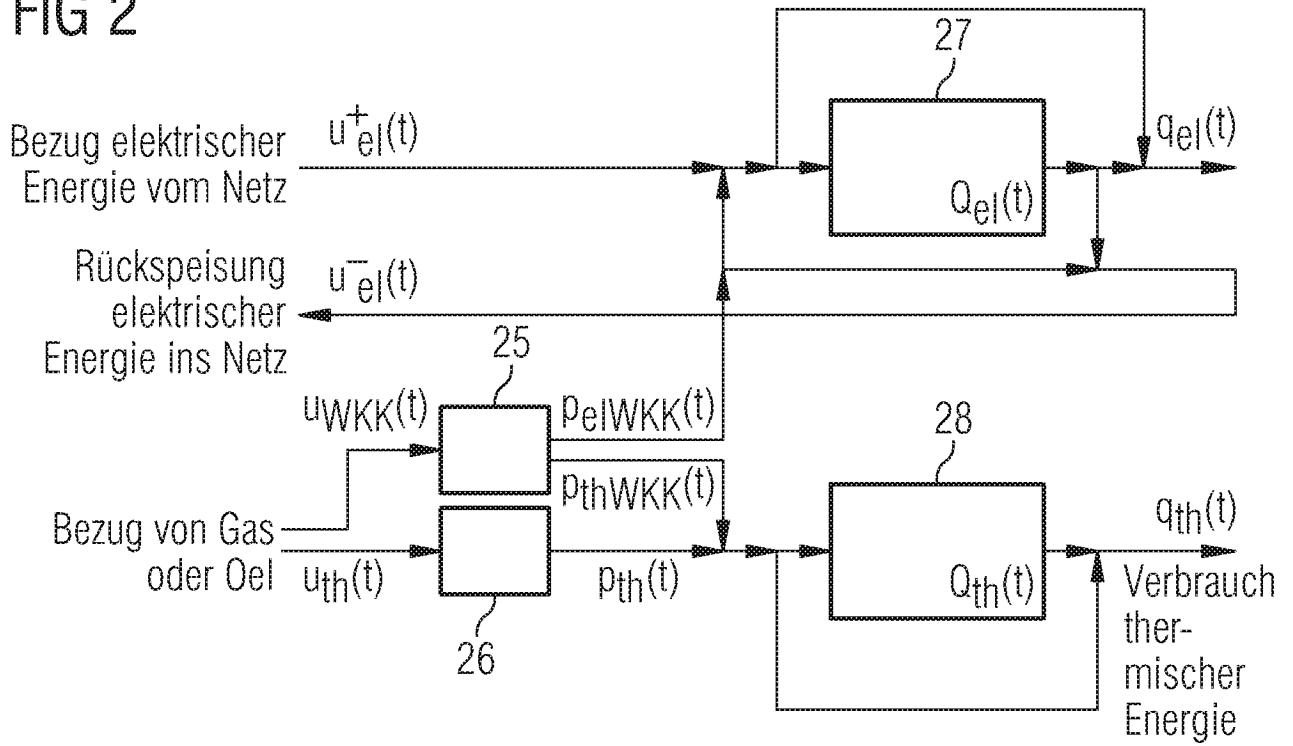 FIG 2
27
Bezug elektrischer
Energie vom Netz
u+el(t)
Qel(t)
qel(t)
Rückspeisung
elektrischer
Energie ins Netz
u−el(t)
25
uWKK(t)
pelWKK(t)
pthWKK(t)
28
Bezug von Gas
oder Oel
uth(t)
pth(t)
26
Qth(t)
qth(t)
Verbrauch
ther-
mischer
Energie